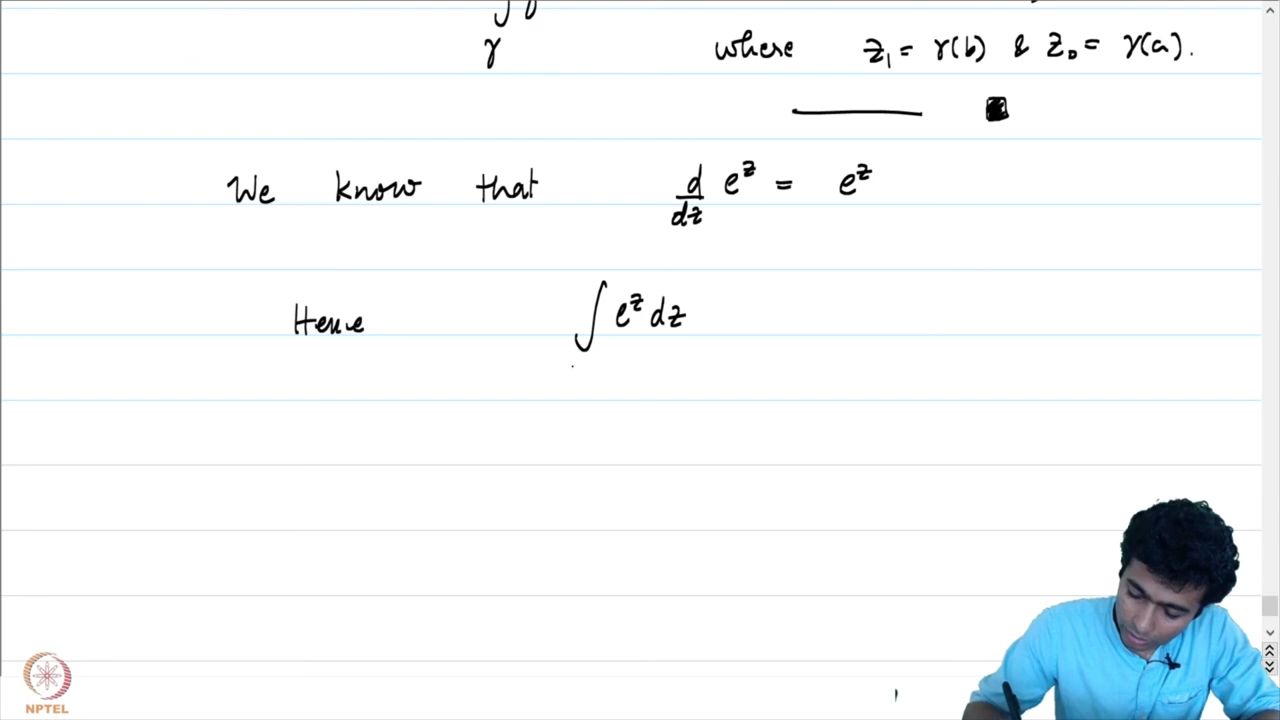 γ
where z₁ = γ(b) & z₀ = γ(a).
We know that d/dz e^z = e^z
Hence ∫ e^z dz
NPTEL